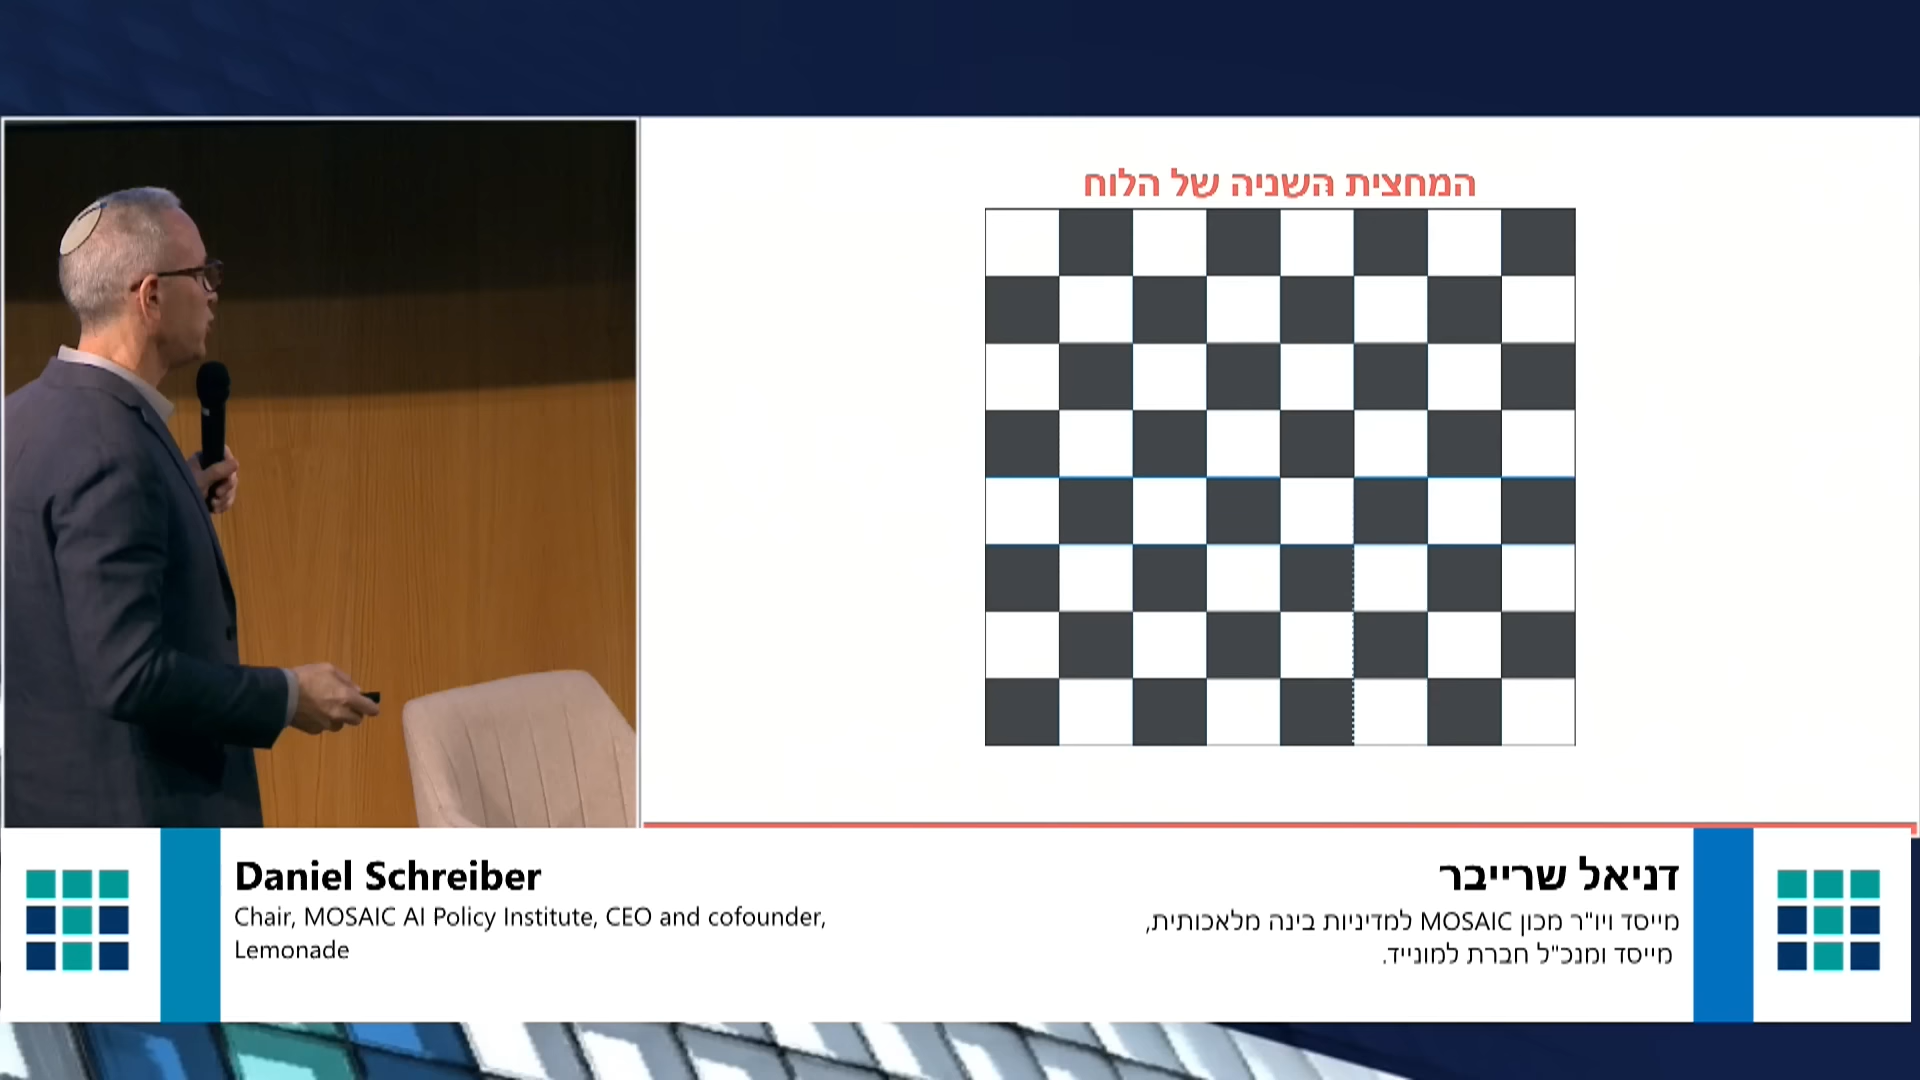 המחצית השניה של הלוח
Daniel Schreiber
Chair, MOSAIC AI Policy Institute, CEO and cofounder,
Lemonade
דניאל שרייבר
מייסד ויו"ר מכון MOSAIC למדיניות בינה מלאכותית,
מייסד ומנכ"ל חברת למונייד.